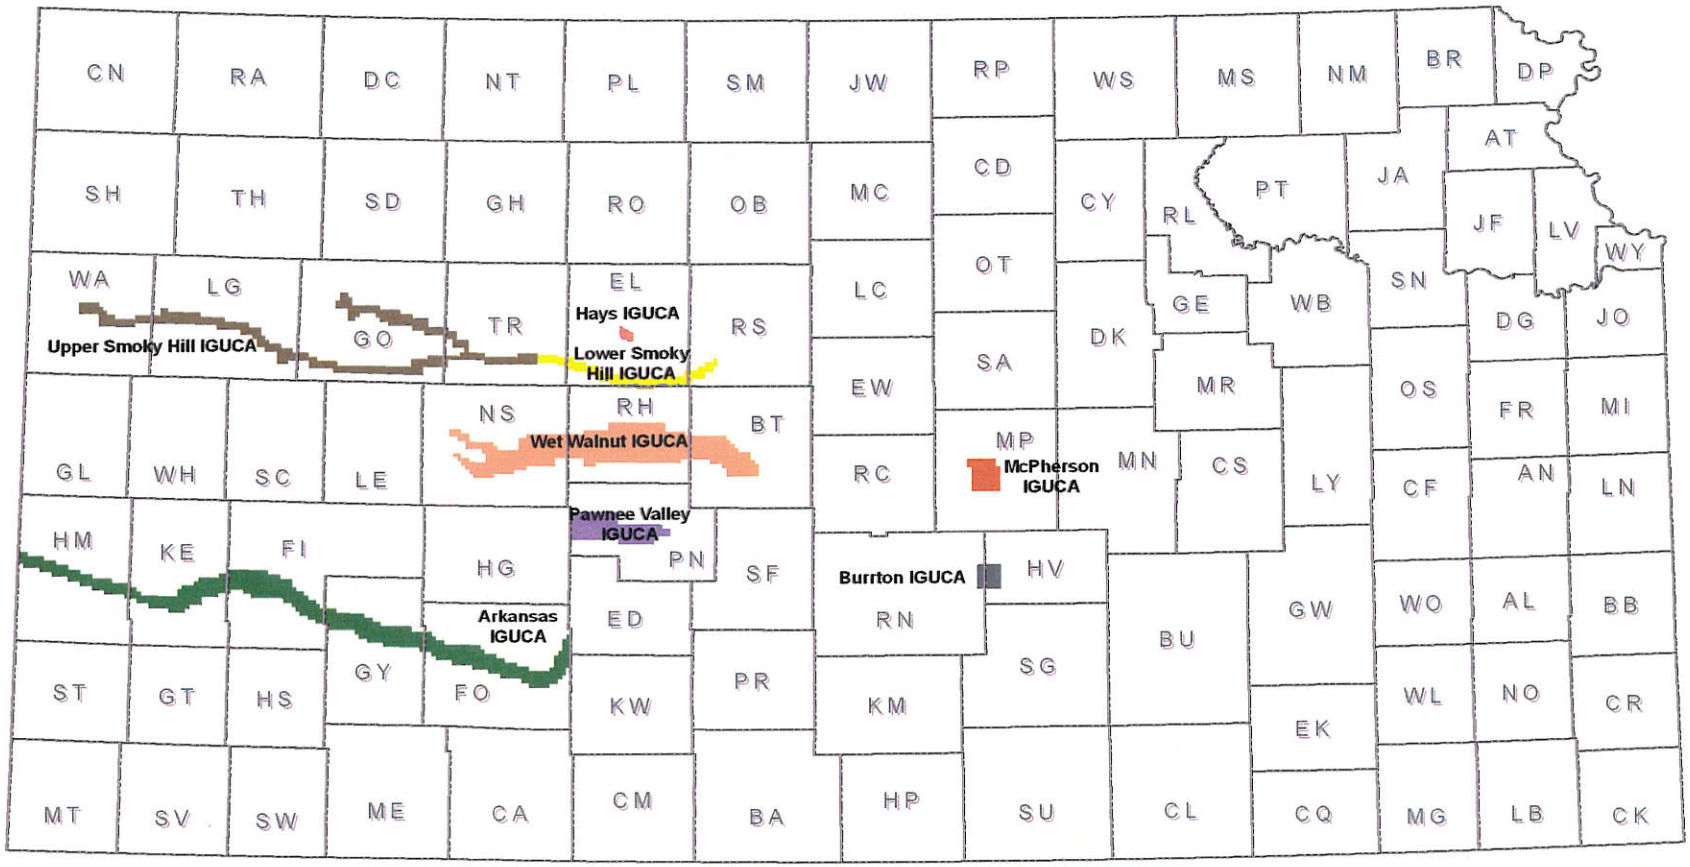 CN RA DC NT PL SM JW RP WS MS NM BR DP
AT
SH TH SD GH RO OB MC CD CY RL PT JA JF LV WY
WA LG GO TR EL RS LC OT GE WB SN DG JO
Hays IGUCA
Upper Smoky Hill IGUCA
Lower Smoky
Hill IGUCA
EW SA DK MR OS FR MI
NS RH BT
Wet Walnut IGUCA
GL WH SC LE RC MP MN CS LY CF AN LN
McPherson
IGUCA
Pawnee Valley
IGUCA
HM KE FI HG PN SF HV
Burrton IGUCA
Arkansas
IGUCA
ED RN BU GW WO AL BB
ST GT HS GY FO KW PR KM SG EK WL NO CR
MT SV SW ME CA CM BA HP SU CL CQ MG LB CK